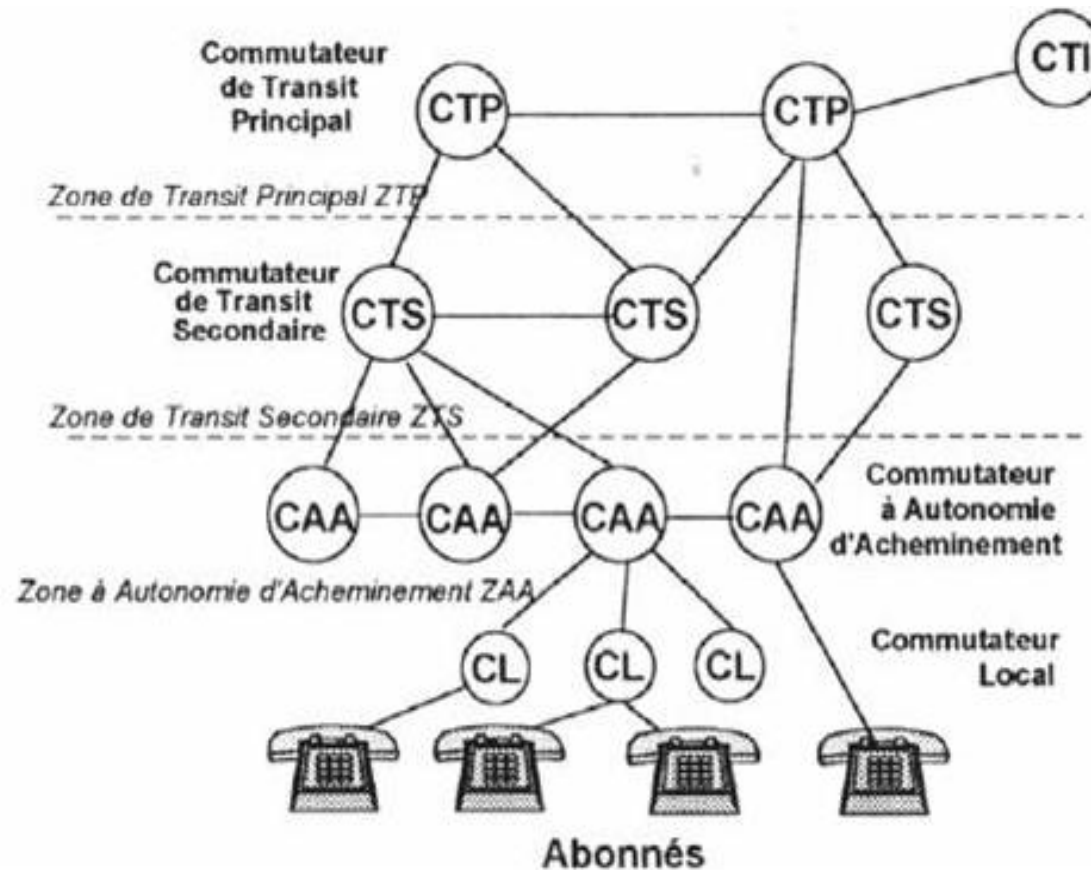 Commutateur
de Transit
Principal
CTP
CTP
CTI
Zone de Transit Principal ZTP
Commutateur
de Transit
Secondaire
CTS
CTS
CTS
Zone de Transit Secondaire ZTS
CAA
CAA
CAA
CAA
Commutateur
à Autonomie
d'Acheminement
Zone à Autonomie d'Acheminement ZAA
CL
CL
CL
Commutateur
Local
Abonnés